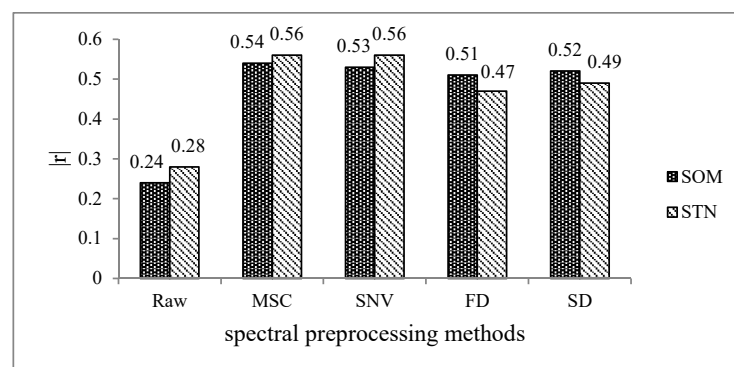 0.6
0.5
0.4
0.3
0.2
0.1
0
|r|
0.24 0.28
0.54 0.56
0.53 0.56
0.51 0.47
0.52 0.49
Raw MSC SNV FD SD
spectral preprocessing methods
SOM
STN